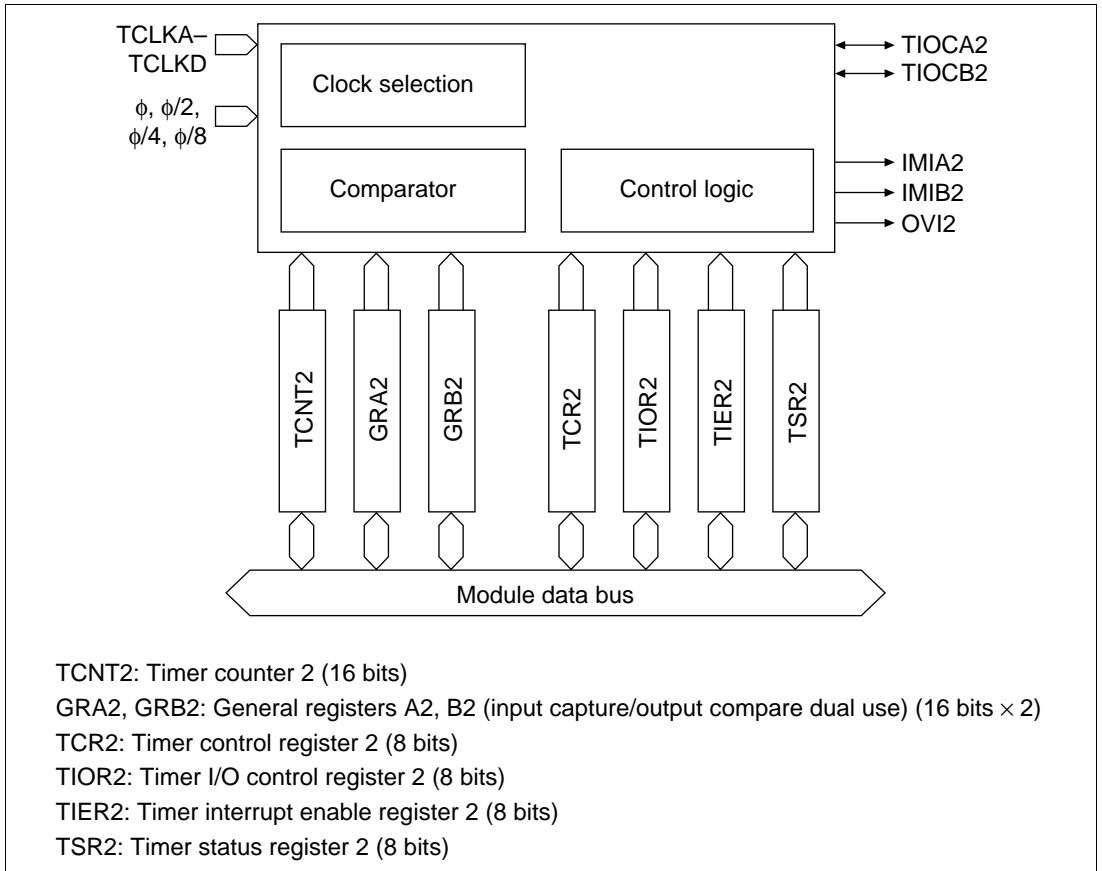 TCLKA–
TCLKD
ϕ, ϕ/2,
ϕ/4, ϕ/8
Clock selection
Comparator
Control logic
TIOCA2
TIOCB2
IMIA2
IMIB2
OVI2
TCNT2
GRA2
GRB2
TCR2
TIOR2
TIER2
TSR2
Module data bus
TCNT2: Timer counter 2 (16 bits)
GRA2, GRB2: General registers A2, B2 (input capture/output compare dual use) (16 bits × 2)
TCR2: Timer control register 2 (8 bits)
TIOR2: Timer I/O control register 2 (8 bits)
TIER2: Timer interrupt enable register 2 (8 bits)
TSR2: Timer status register 2 (8 bits)